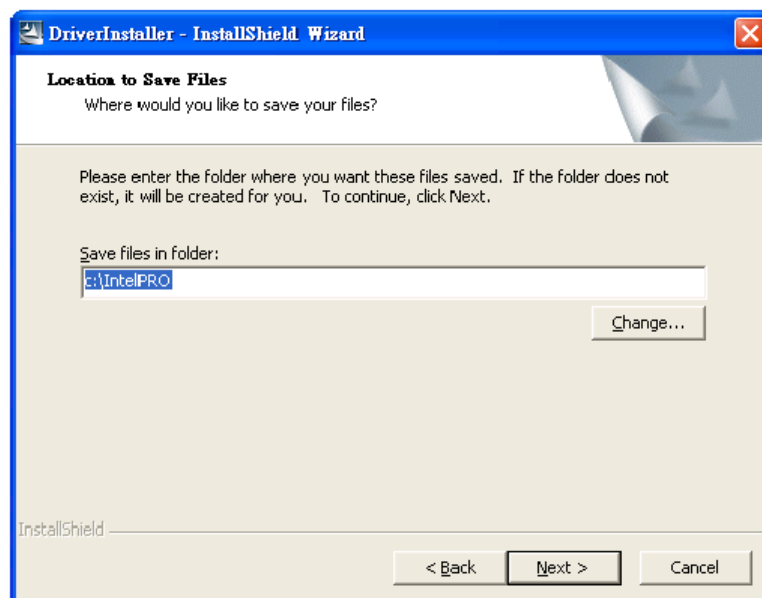 DriverInstaller - InstallShield Wizard
Location to Save Files
Where would you like to save your files?
Please enter the folder where you want these files saved. If the folder does not
exist, it will be created for you. To continue, click Next.
Save files in folder:
c:\IntelPRO
Change...
InstallShield
< Back Next > Cancel